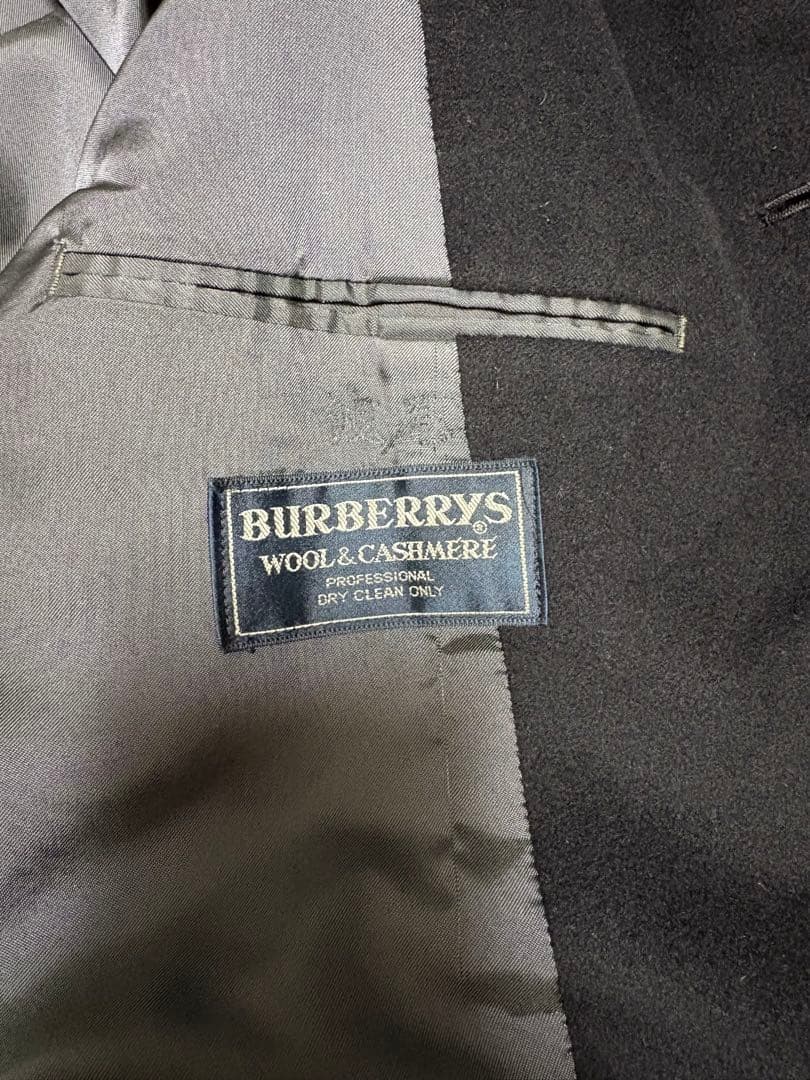 BURBERRYS®
WOOL & CASHMERE
PROFESSIONAL
DRY CLEAN ONLY